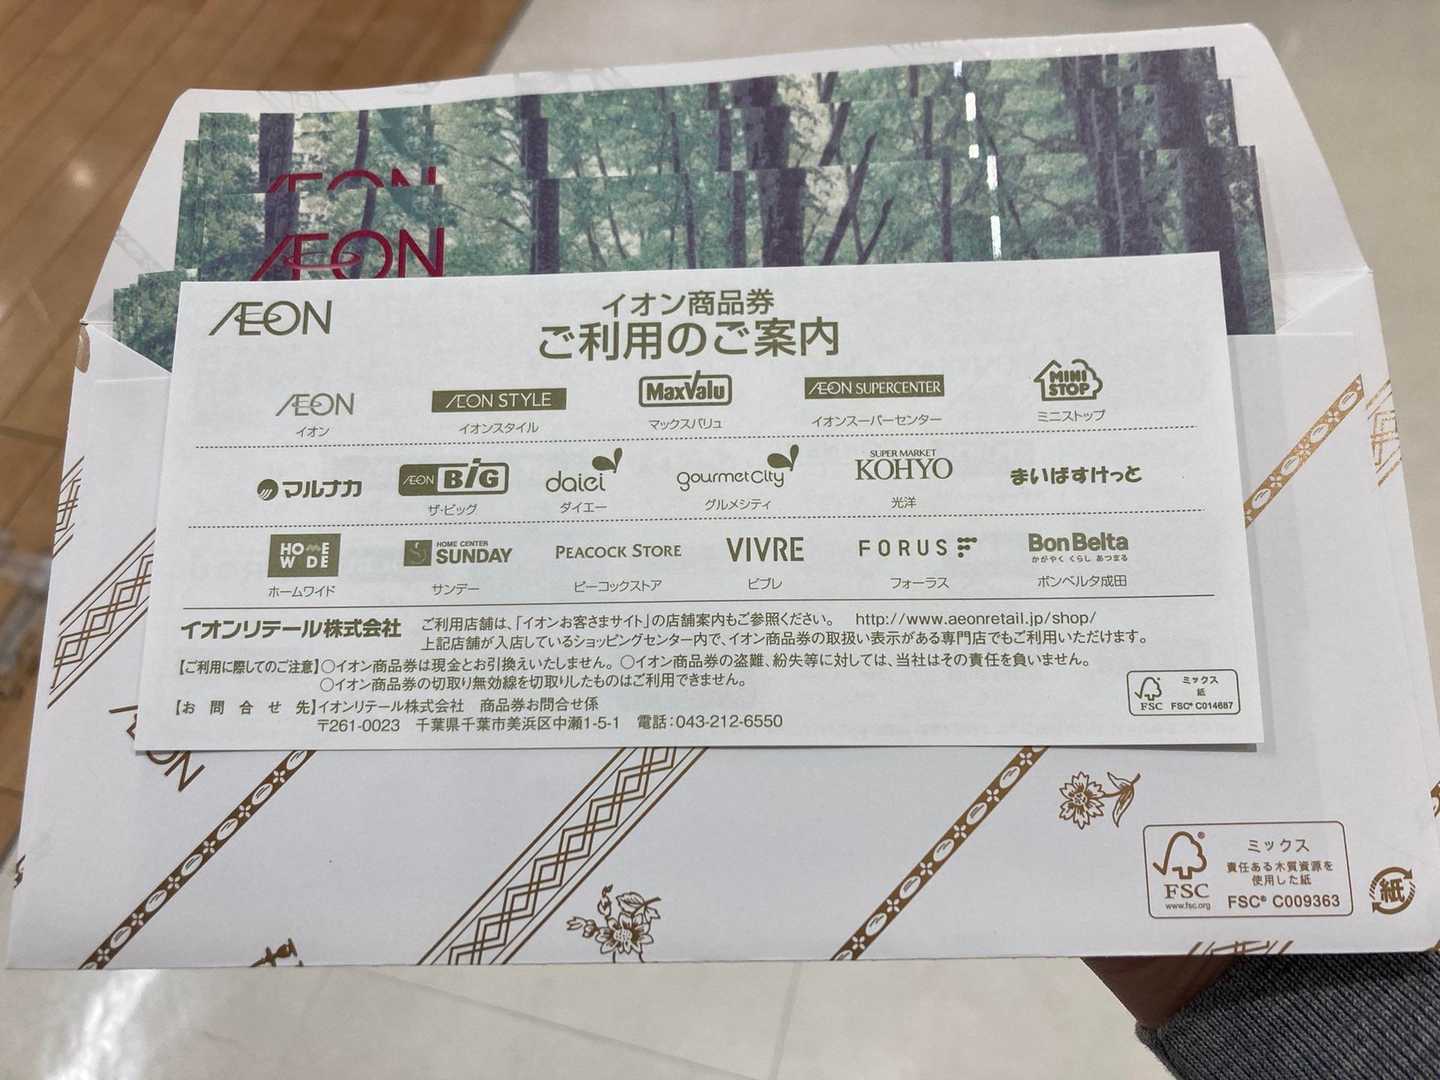 ÆON
ÆON
ÆON
イオン商品券
ご利用のご案内
ÆON
ÆON STYLE
MaxValu
ÆON SUPERCENTER
MINI STOP
イオン
イオンスタイル
マックスバリュ
イオンスーパーセンター
ミニストップ
マルナカ
ÆON BiG
daiei
gourmetCity
SUPER MARKET
KOHYO
まいばすけっと
ザ・ビッグ
ダイエー
グルメシティ
光洋
HOME WIDE
HOME CENTER
SUNDAY
PEACOCK STORE
VIVRE
FORUS
Bon Belta
かがやく くらし あつまる
ホームワイド
サンデー
ピーコックストア
ビブレ
フォーラス
ボンベルタ成田
イオンリテール株式会社 ご利用店舗は、「イオンお客さまサイト」の店舗案内もご参照ください。 http://www.aeonretail.jp/shop/
上記店舗が入店しているショッピングセンター内で、イオン商品券の取扱い表示がある専門店でもご利用いただけます。
【ご利用に際してのご注意】○イオン商品券は現金とお引換えいたしません。○イオン商品券の盗難、紛失等に対しては、当社はその責任を負いません。
○イオン商品券の切取り無効線を切取りしたものはご利用できません。
【お問合せ先】イオンリテール株式会社 商品券お問合せ係
〒261-0023 千葉県千葉市美浜区中瀬1-5-1 電話:043-212-6550
ミックス
紙
FSC FSC® C014687
ON
ミックス
責任ある木質資源を
使用した紙
FSC
www.fsc.org FSC® C009363
紙